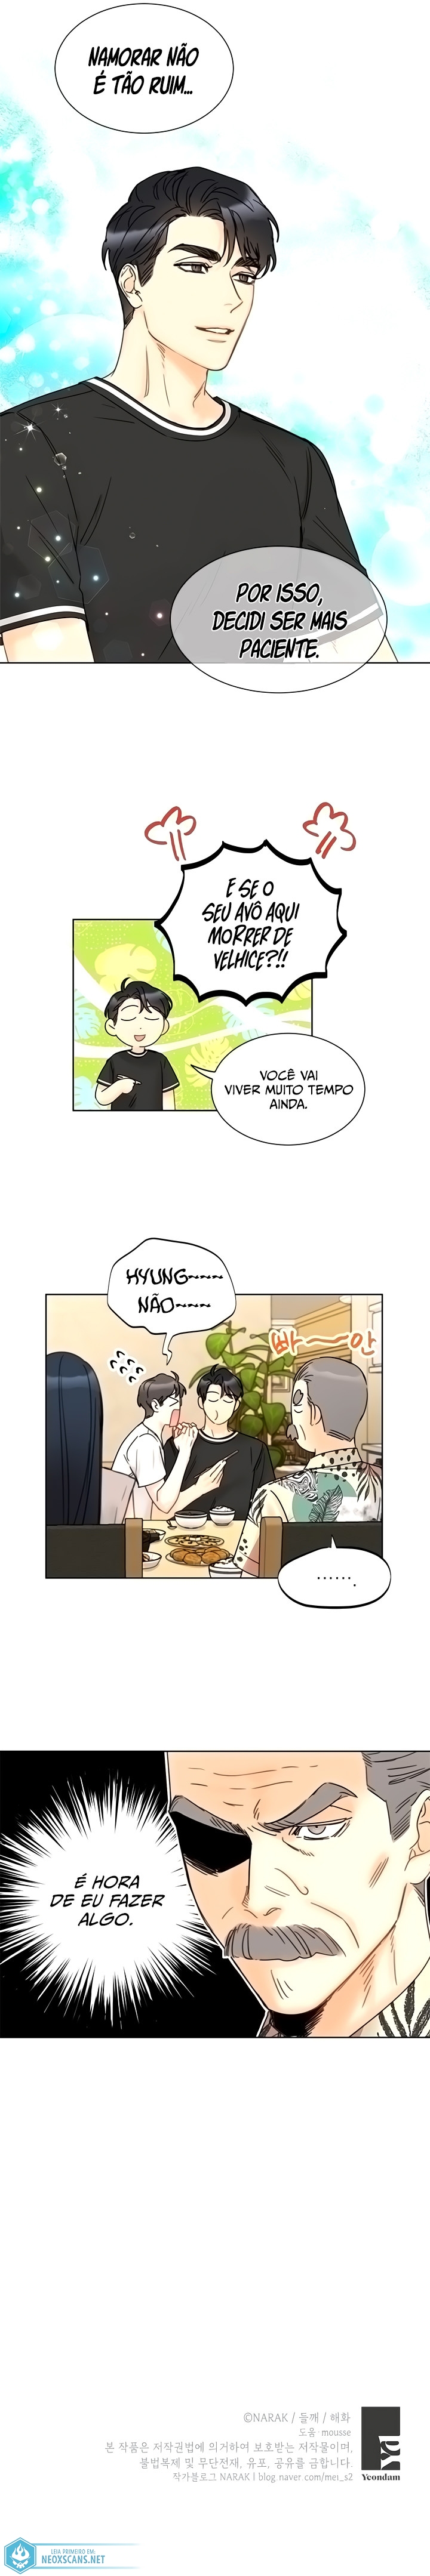 NAMORAR NÃO
É TÃO RUIM...
POR ISSO,
DECIDI SER MAIS
PACIENTE.
E SE O
SEU AVÔ AQUI
MORRER DE
VELHICE?!!
VOCÊ VAI
VIVER MUITO TEMPO
AINDA.
HYUNG~~~
NÃO~~~
빠~~안
.......
É HORA
DE EU FAZER
ALGO.
©NARAK / 들깨 / 해화
도움 mousse
본 작품은 저작권법에 의거하여 보호받는 저작물이며,
불법복제 및 무단전재, 유포, 공유를 금합니다.
작가블로그 NARAK | blog.naver.com/mei_s2
Ya
Yeondam
LEIA PRIMEIRO EM:
NEOXSCANS.NET